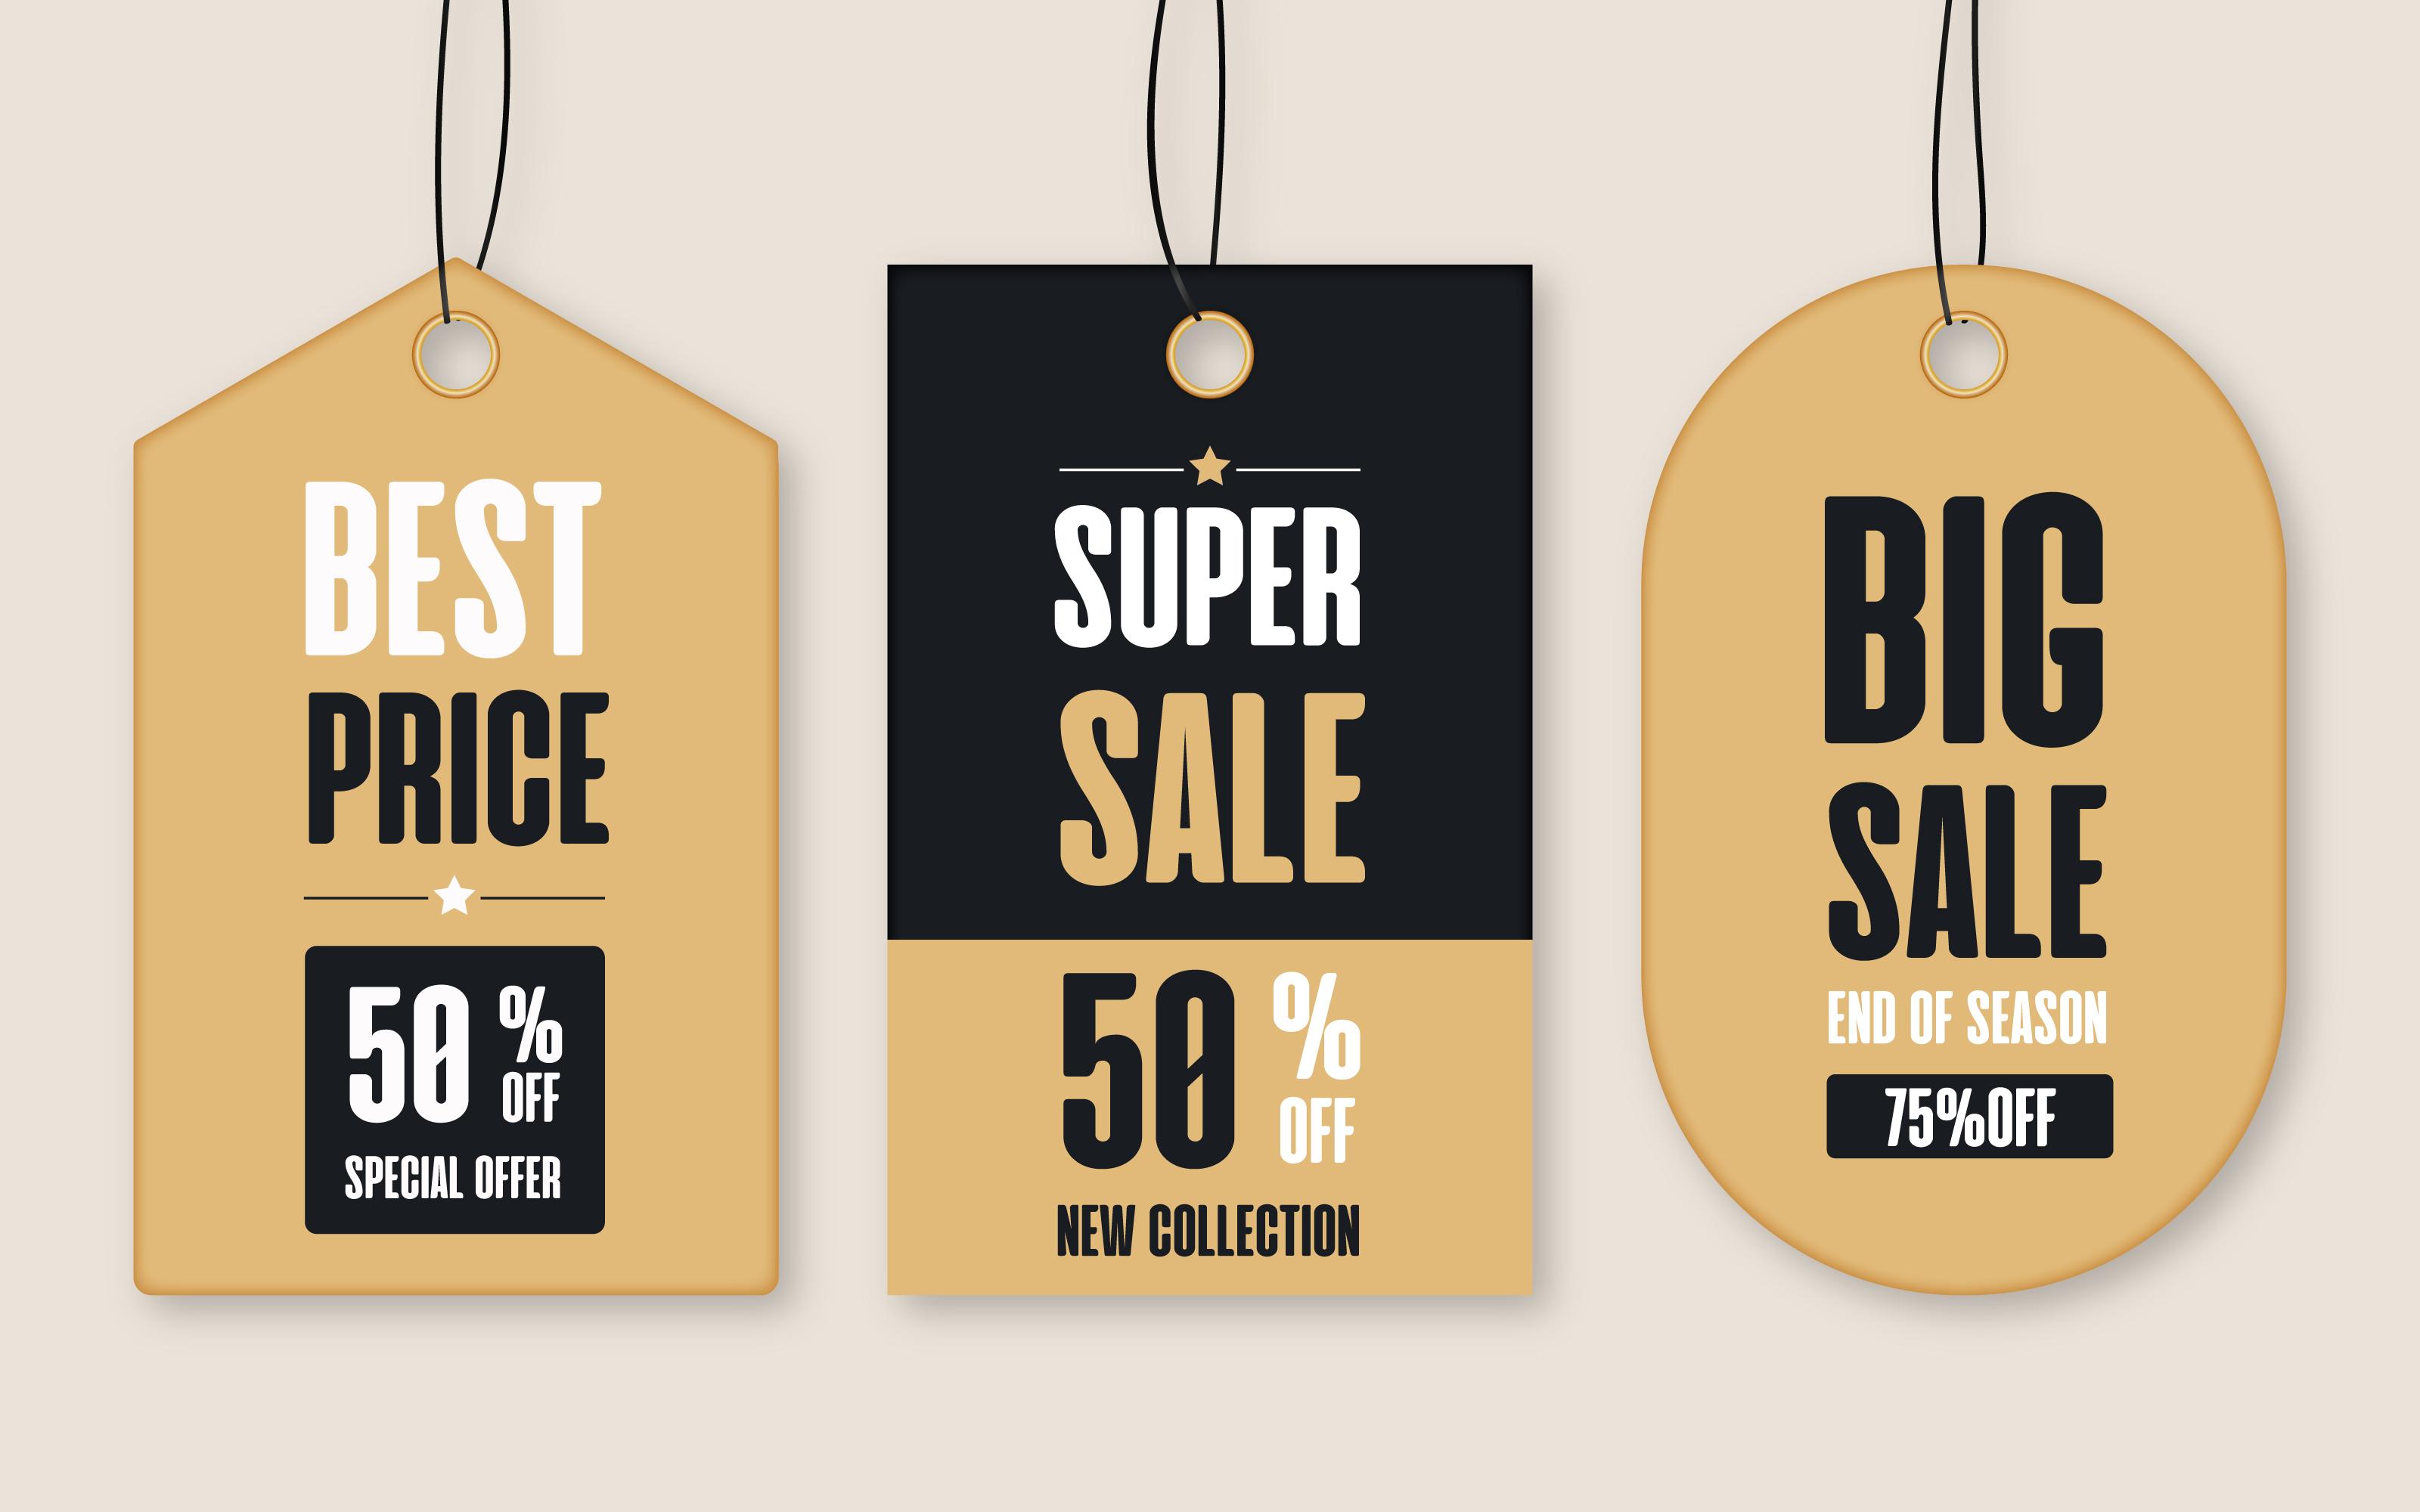 BEST
PRICE
50 %
OFF
SPECIAL OFFER
SUPER
SALE
50 %
OFF
NEW COLLECTION
BIG
SALE
END OF SEASON
75%OFF